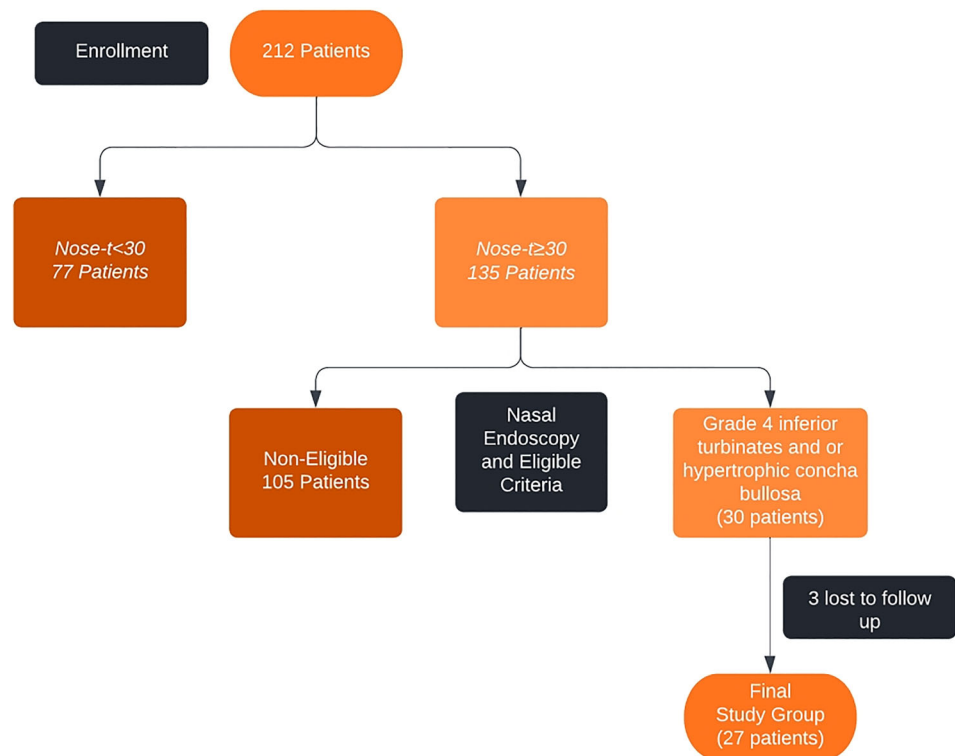 Enrollment
212 Patients
Nose-t<30
77 Patients
Nose-t≥30
135 Patients
Non-Eligible
105 Patients
Nasal
Endoscopy
and Eligible
Criteria
Grade 4 inferior
turbinates and or
hypertrophic concha
bullosa
(30 patients)
3 lost to follow
up
Final
Study Group
(27 patients)